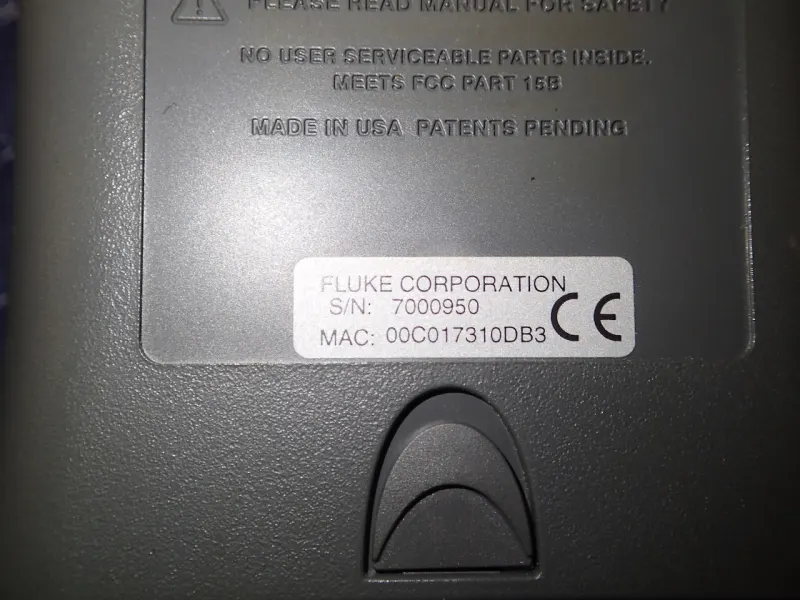 PLEASE READ MANUAL FOR SAFETY
NO USER SERVICEABLE PARTS INSIDE.
MEETS FCC PART 15B
MADE IN USA PATENTS PENDING
FLUKE CORPORATION
S/N: 7000950
MAC: 00C017310DB3
CE